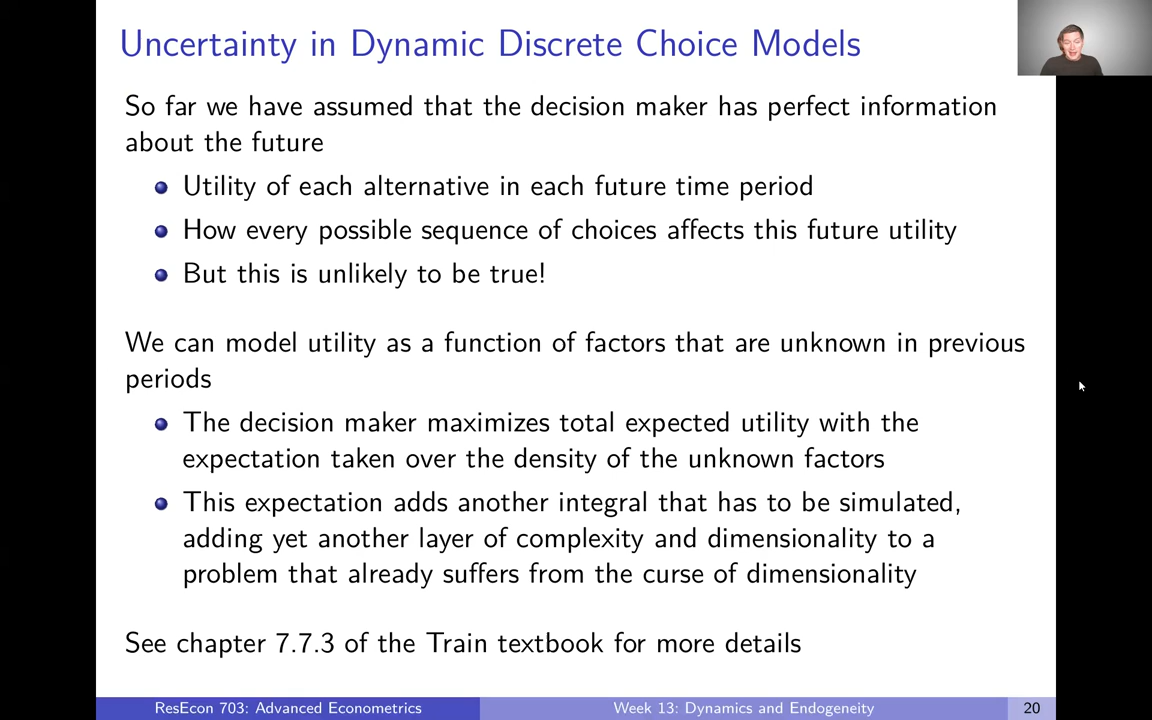 Uncertainty in Dynamic Discrete Choice Models
So far we have assumed that the decision maker has perfect information
about the future
Utility of each alternative in each future time period
How every possible sequence of choices affects this future utility
But this is unlikely to be true!
We can model utility as a function of factors that are unknown in previous
periods
The decision maker maximizes total expected utility with the
expectation taken over the density of the unknown factors
This expectation adds another integral that has to be simulated,
adding yet another layer of complexity and dimensionality to a
problem that already suffers from the curse of dimensionality
See chapter 7.7.3 of the Train textbook for more details
ResEcon 703: Advanced Econometrics
Week 13: Dynamics and Endogeneity
20